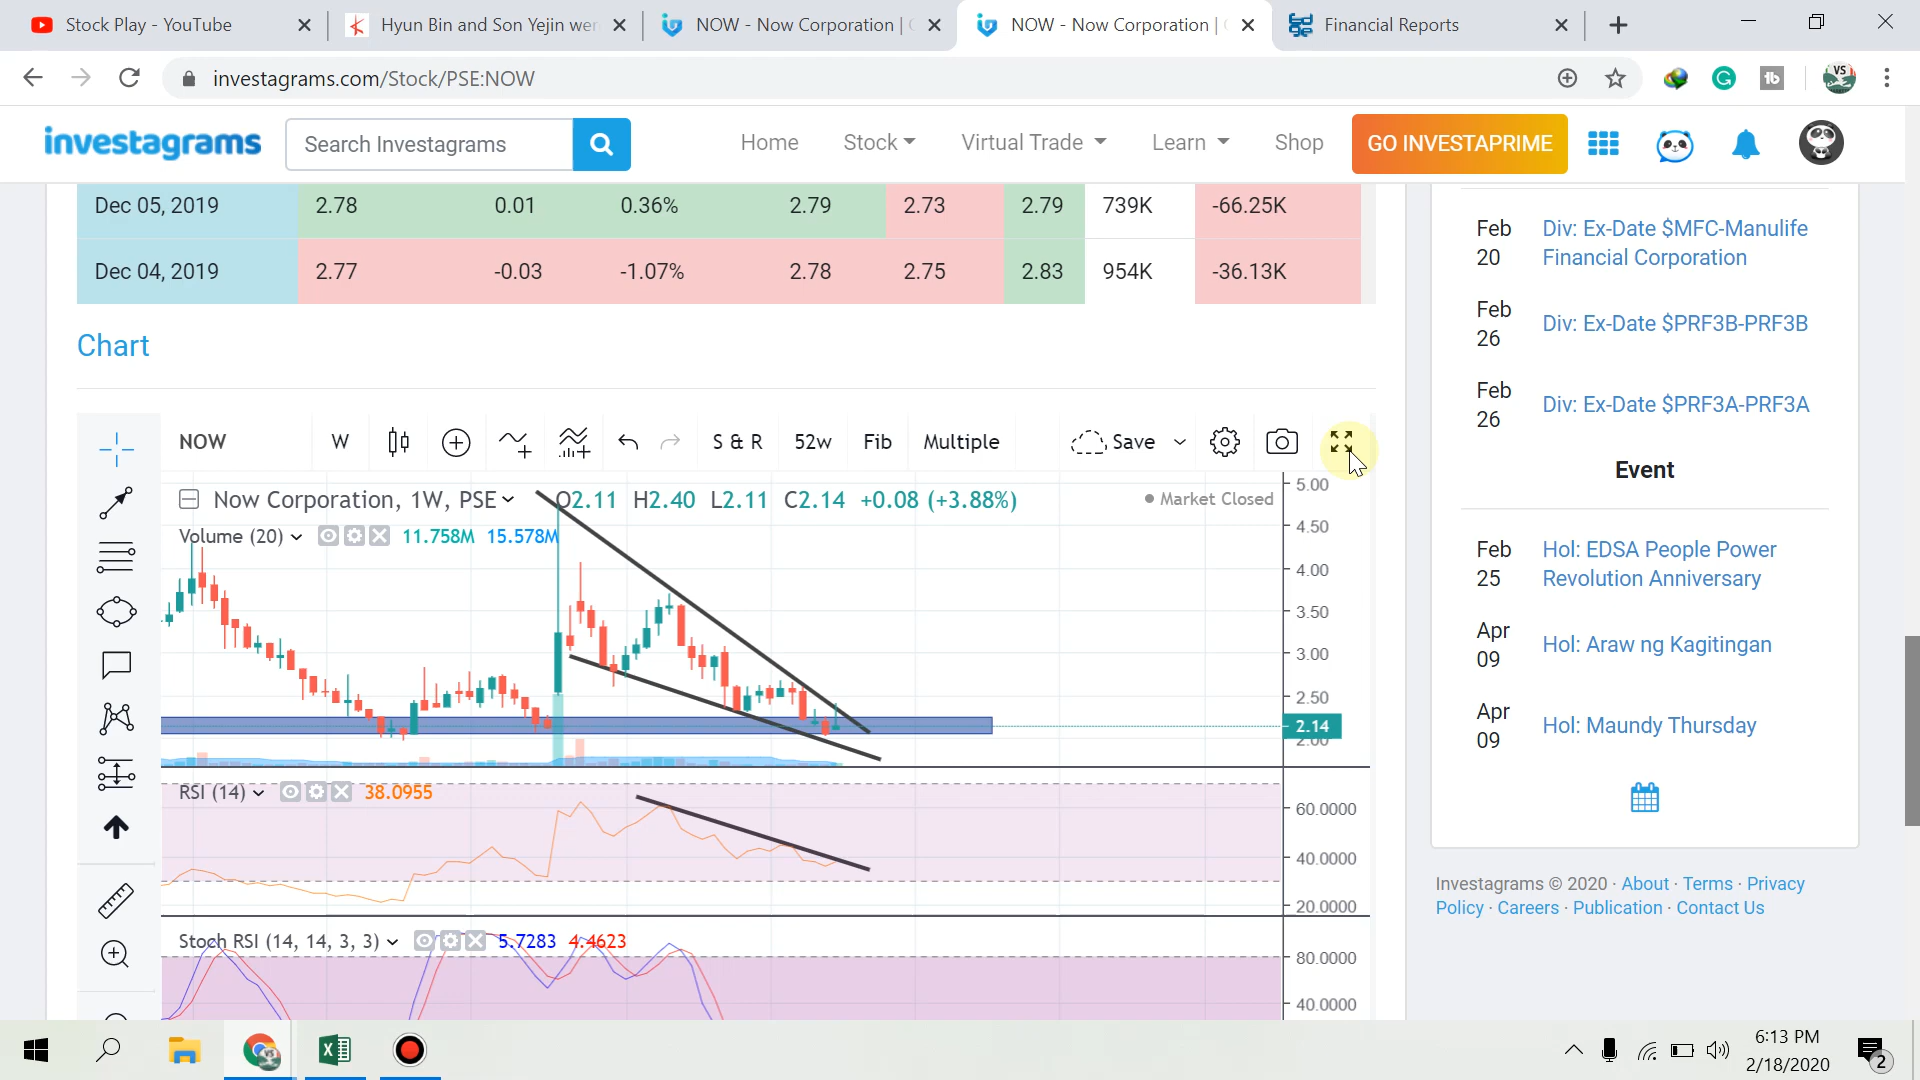 Stock Play - YouTube
Hyun Bin and Son Yejin wer
NOW - Now Corporation |
NOW - Now Corporation |
Financial Reports
investagrams.com/Stock/PSE:NOW
investagrams
Search Investagrams
Home
Stock
Virtual Trade
Learn
Shop
GO INVESTAPRIME
Dec 05, 2019 2.78 0.01 0.36% 2.79 2.73 2.79 739K -66.25K
Dec 04, 2019 2.77 -0.03 -1.07% 2.78 2.75 2.83 954K -36.13K
Chart
NOW W S & R 52w Fib Multiple Save
Now Corporation, 1W, PSE O2.11 H2.40 L2.11 C2.14 +0.08 (+3.88%) Market Closed
Volume (20) 11.758M 15.578M
5.00
4.50
4.00
3.50
3.00
2.50
2.14
2.00
RSI (14) 38.0955
60.0000
40.0000
20.0000
Stoch RSI (14, 14, 3, 3) 5.7283 4.4623
80.0000
40.0000
Feb 20 Div: Ex-Date $MFC-Manulife
Financial Corporation
Feb 26 Div: Ex-Date $PRF3B-PRF3B
Feb 26 Div: Ex-Date $PRF3A-PRF3A
Event
Feb 25 Hol: EDSA People Power
Revolution Anniversary
Apr 09 Hol: Araw ng Kagitingan
Apr 09 Hol: Maundy Thursday
Investagrams © 2020 · About · Terms · Privacy
Policy · Careers · Publication · Contact Us
6:13 PM
2/18/2020
2